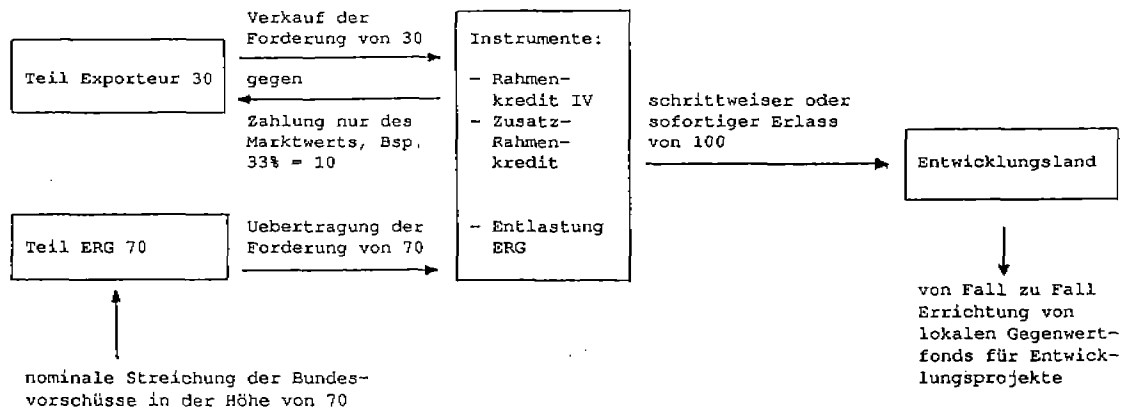 Verkauf der
Forderung von 30
Teil Exporteur 30
gegen
Zahlung nur des
Marktwerts, Bsp.
33% = 10
Teil ERG 70
Uebertragung der
Forderung von 70
nominale Streichung der Bundes-
vorschüsse in der Höhe von 70
Instrumente:
- Rahmen-
kredit IV
- Zusatz-
Rahmen-
kredit
- Entlastung
ERG
schrittweiser oder
sofortiger Erlass
von 100
Entwicklungsland
von Fall zu Fall
Errichtung von
lokalen Gegenwert-
fonds für Entwick-
lungsprojekte